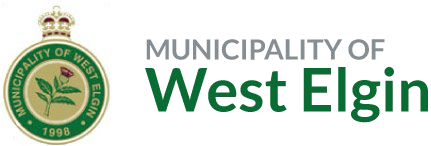 MUNICIPALITY OF WEST ELGIN
1998
MUNICIPALITY OF
West Elgin